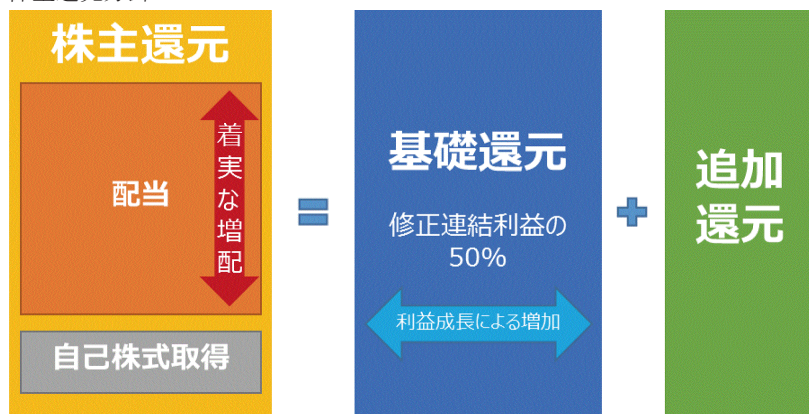 株主還元
配当
着実な増配
自己株式取得
=
基礎還元
修正連結利益の
50%
利益成長による増加
+
追加
還元